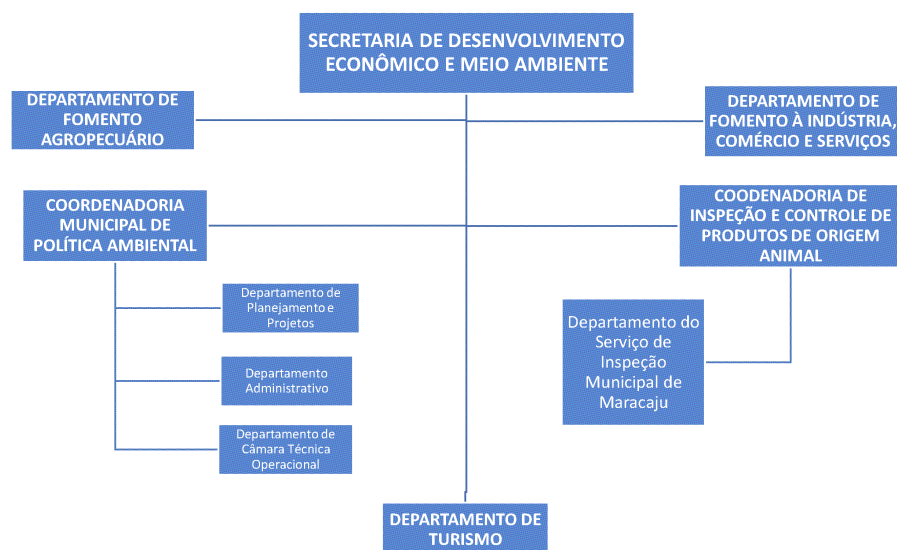 SECRETARIA DE DESENVOLVIMENTO
ECONÔMICO E MEIO AMBIENTE
DEPARTAMENTO DE
FOMENTO
AGROPECUÁRIO
DEPARTAMENTO DE
FOMENTO À INDÚSTRIA,
COMÉRCIO E SERVIÇOS
COORDENADORIA
MUNICIPAL DE
POLÍTICA AMBIENTAL
COODENADORIA DE
INSPEÇÃO E CONTROLE DE
PRODUTOS DE ORIGEM
ANIMAL
Departamento de
Planejamento e
Projetos
Departamento
Administrativo
Departamento de
Câmara Técnica
Operacional
Departamento do
Serviço de
Inspeção
Municipal de
Maracaju
DEPARTAMENTO DE
TURISMO